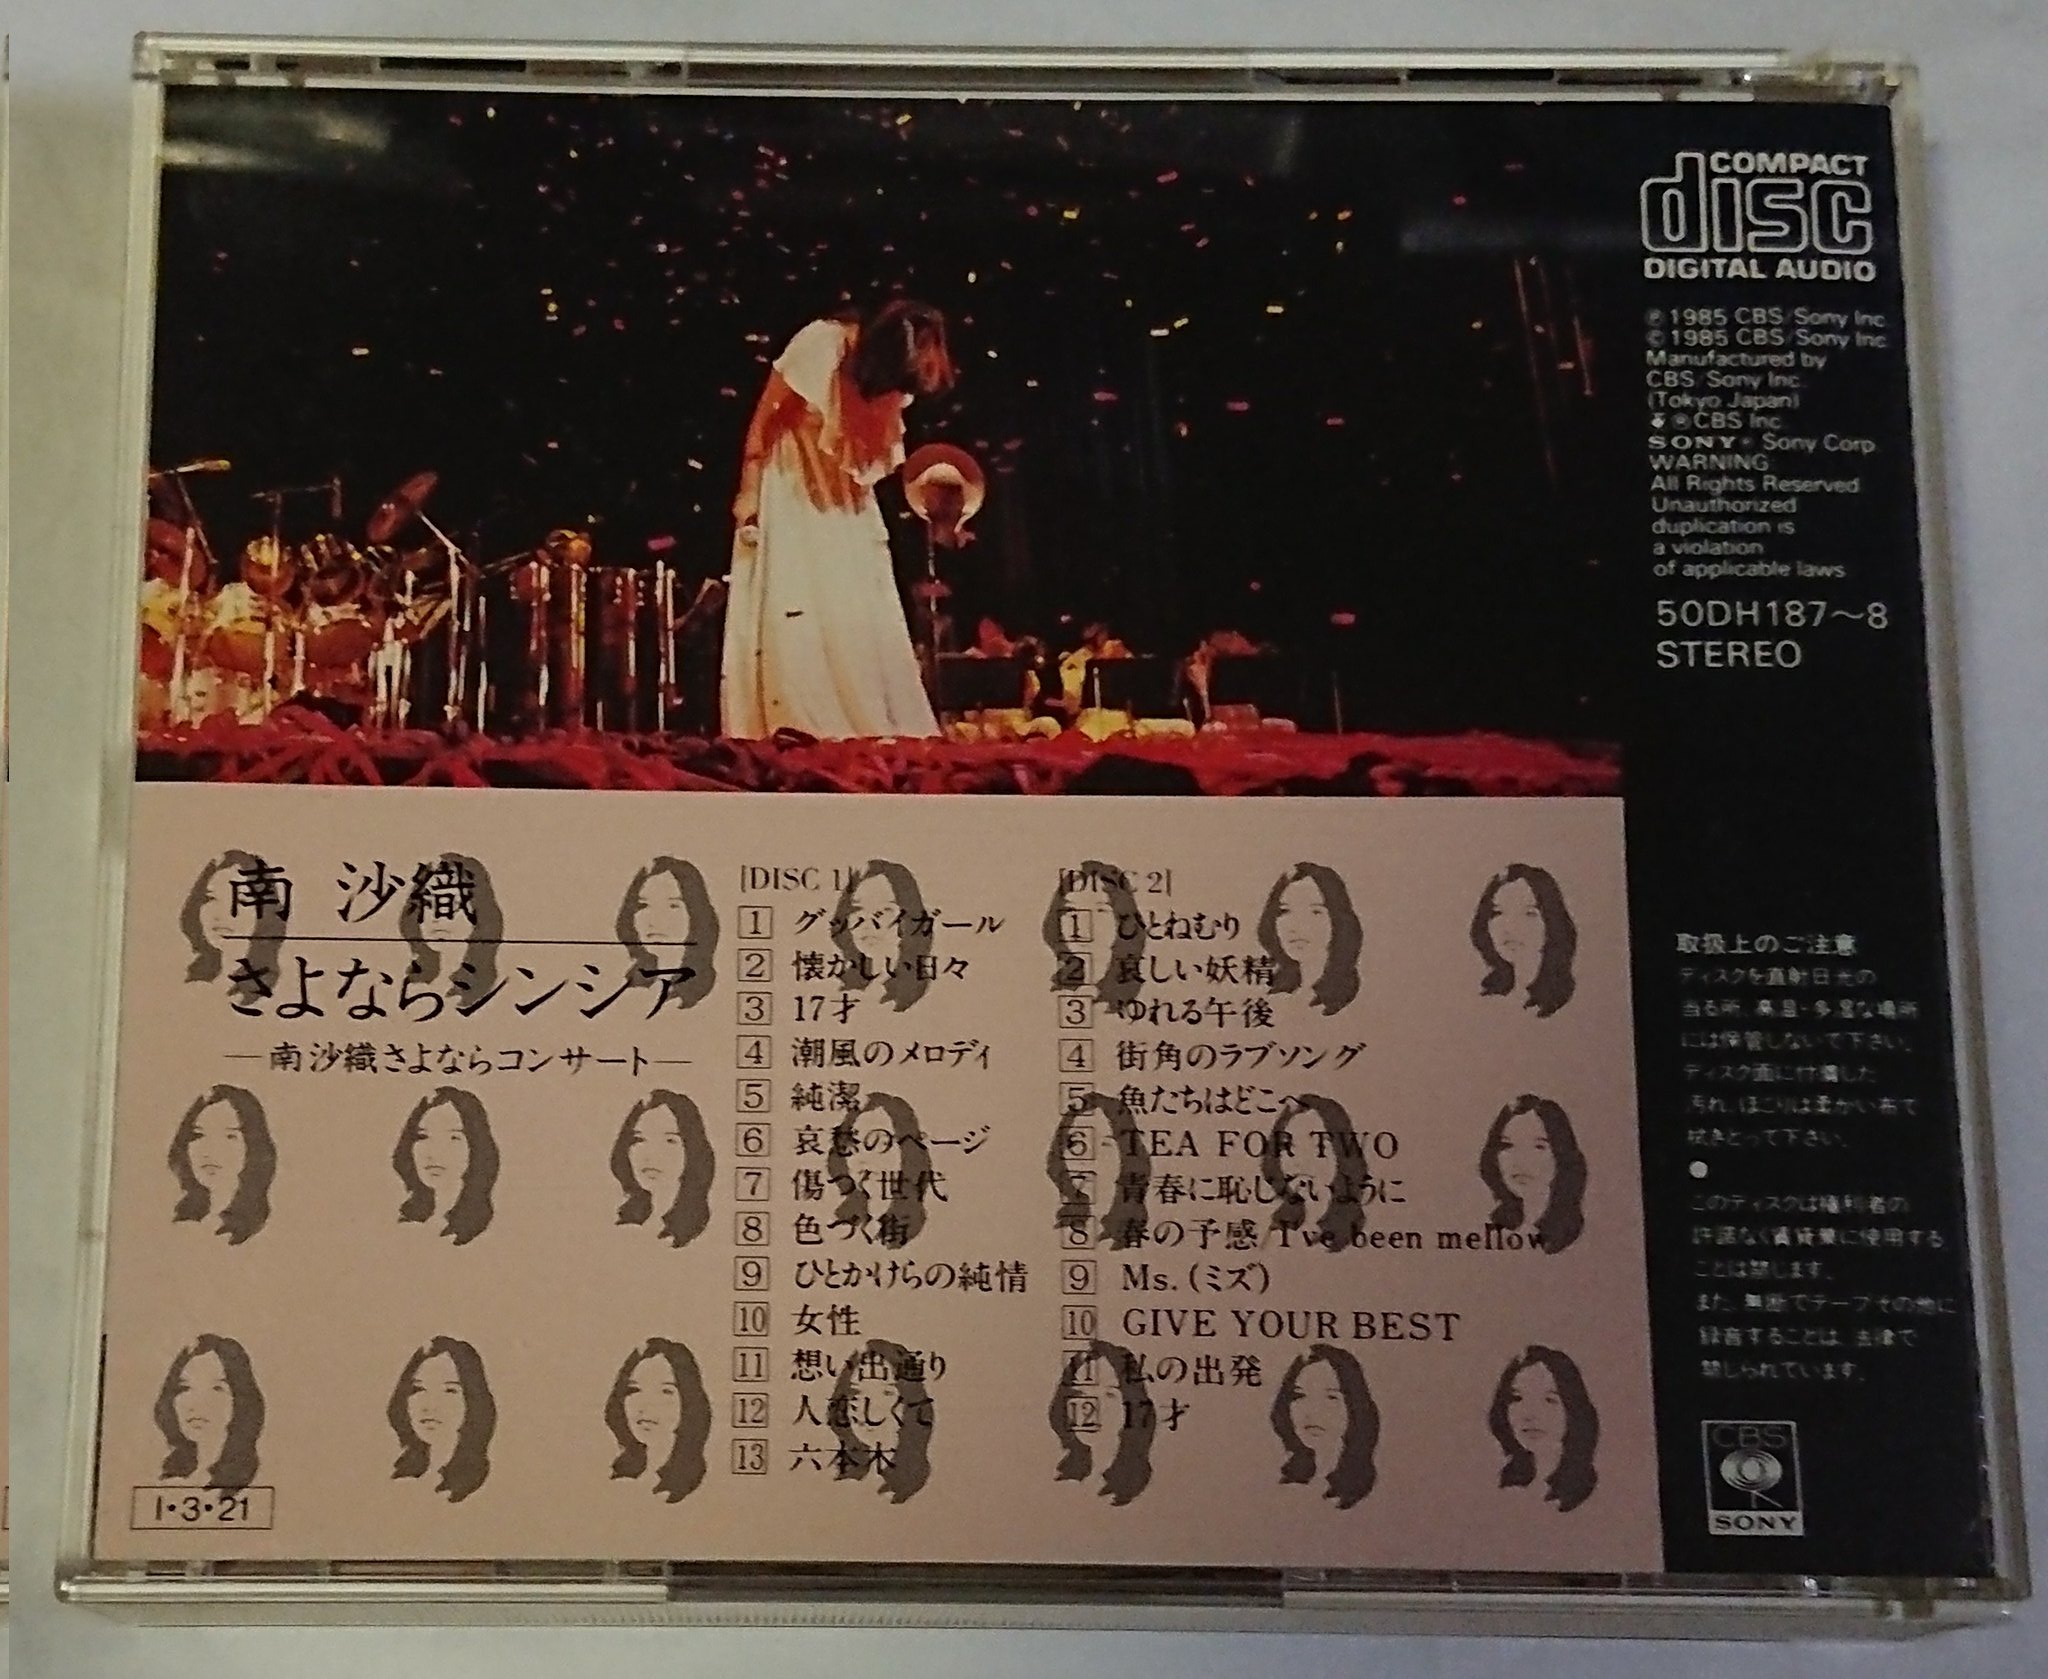 COMPACT
disc
DIGITAL AUDIO
Ⓟ 1985 CBS/Sony Inc.
© 1985 CBS/Sony Inc.
Manufactured by
CBS/Sony Inc.
(Tokyo Japan)
® CBS Inc.
SONY® Sony Corp.
WARNING:
All Rights Reserved.
Unauthorized
duplication is
a violation
of applicable laws.
50DH187〜8
STEREO
南 沙織
さよならシンシア
—南沙織さよならコンサート—
[DISC 1]
1 グッバイガール
2 懐かしい日々
3 17才
4 潮風のメロディ
5 純潔
6 哀愁のページ
7 傷つく世代
8 色づく街
9 ひとかけらの純情
10 女性
11 想い出通り
12 人恋しくて
13 六本木
[DISC 2]
1 ひとねむり
2 哀しい妖精
3 ゆれる午後
4 街角のラブソング
5 魚たちはどこへ
6 TEA FOR TWO
7 青春に恥じないように
8 春の予感/I've been mellow
9 Ms.(ミズ)
10 GIVE YOUR BEST
11 私の出発
12 17才
1・3・21
取扱上のご注意
ディスクを直射日光の
当る所、高温・多湿な場所
には保管しないで下さい。
ディスク面に付着した
汚れ、ほこりは柔かい布で
拭きとって下さい。
●
このディスクは権利者の
許諾なく賃貸業に使用する
ことは禁じます。
また、無断でテープその他に
録音することは、法律で
禁じられています。
CBS
SONY